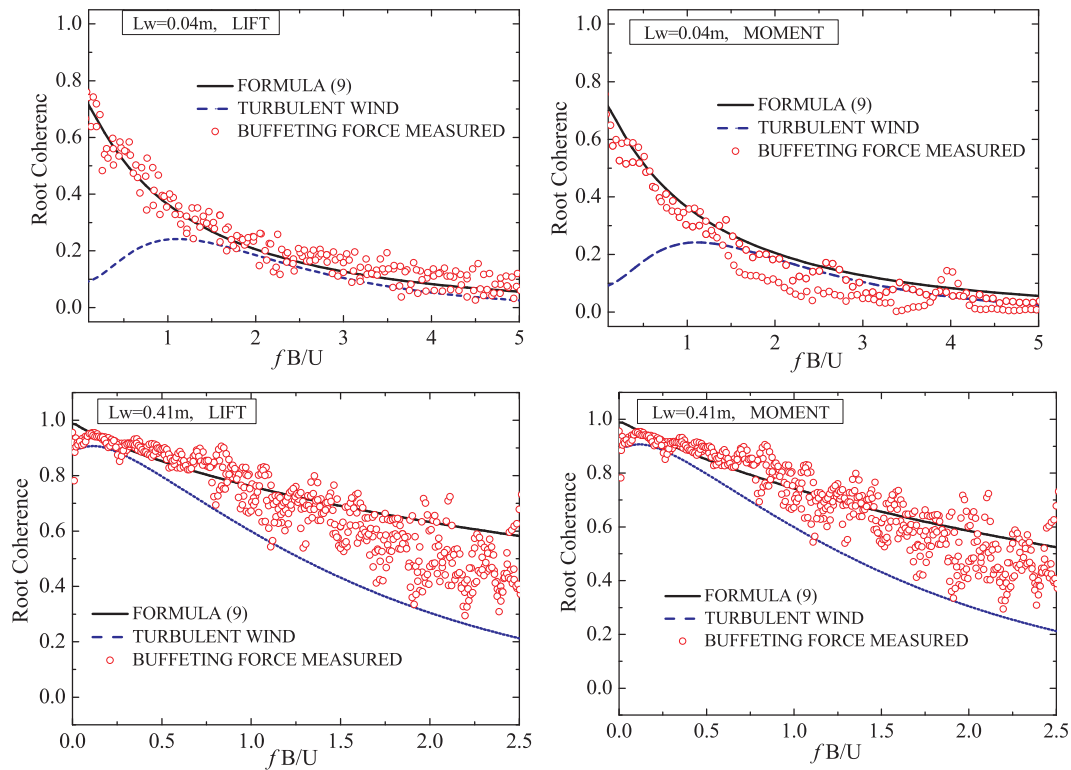 Lw=0.04m, LIFT
1.0
0.8
0.6
0.4
0.2
0.0
Root Coherenc
FORMULA (9)
TURBULENT WIND
BUFFETING FORCE MEASURED
1 2 3 4 5
f B/U
Lw=0.04m, MOMENT
1.0
0.8
0.6
0.4
0.2
0.0
Root Coherenc
FORMULA (9)
TURBULENT WIND
BUFFETING FORCE MEASURED
1 2 3 4 5
f B/U
Lw=0.41m, LIFT
1.0
0.8
0.6
0.4
0.2
0.0
Root Coherence
FORMULA (9)
TURBULENT WIND
BUFFETING FORCE MEASURED
0.0 0.5 1.0 1.5 2.0 2.5
f B/U
Lw=0.41m, MOMENT
1.0
0.8
0.6
0.4
0.2
0.0
Root Coherence
FORMULA (9)
TURBULENT WIND
BUFFETING FORCE MEASURED
0.0 0.5 1.0 1.5 2.0 2.5
f B/U